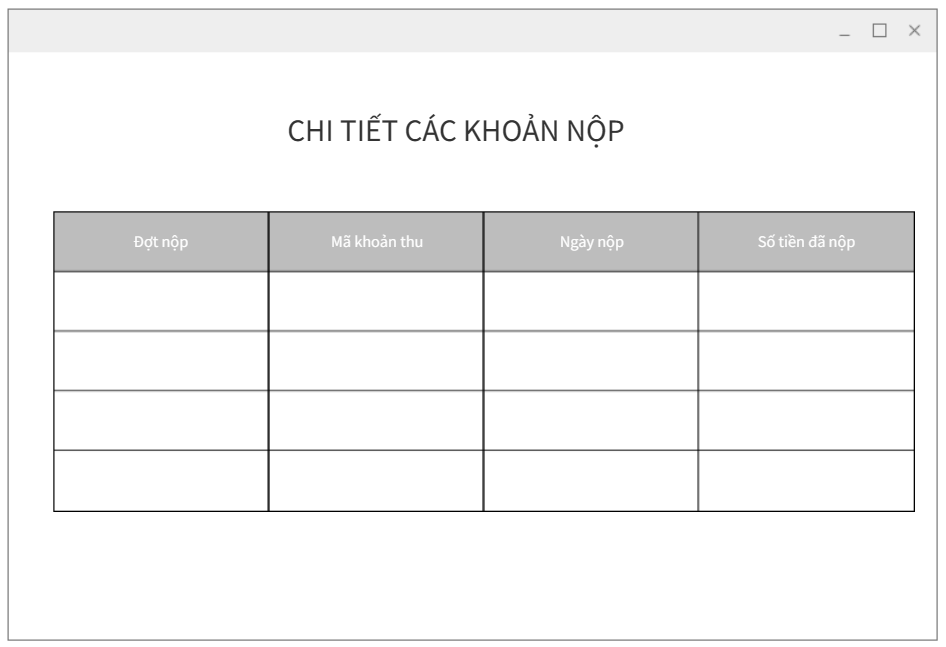 CHI TIẾT CÁC KHOẢN NỘP
Đợt nộp Mã khoản thu Ngày nộp Số tiền đã nộp